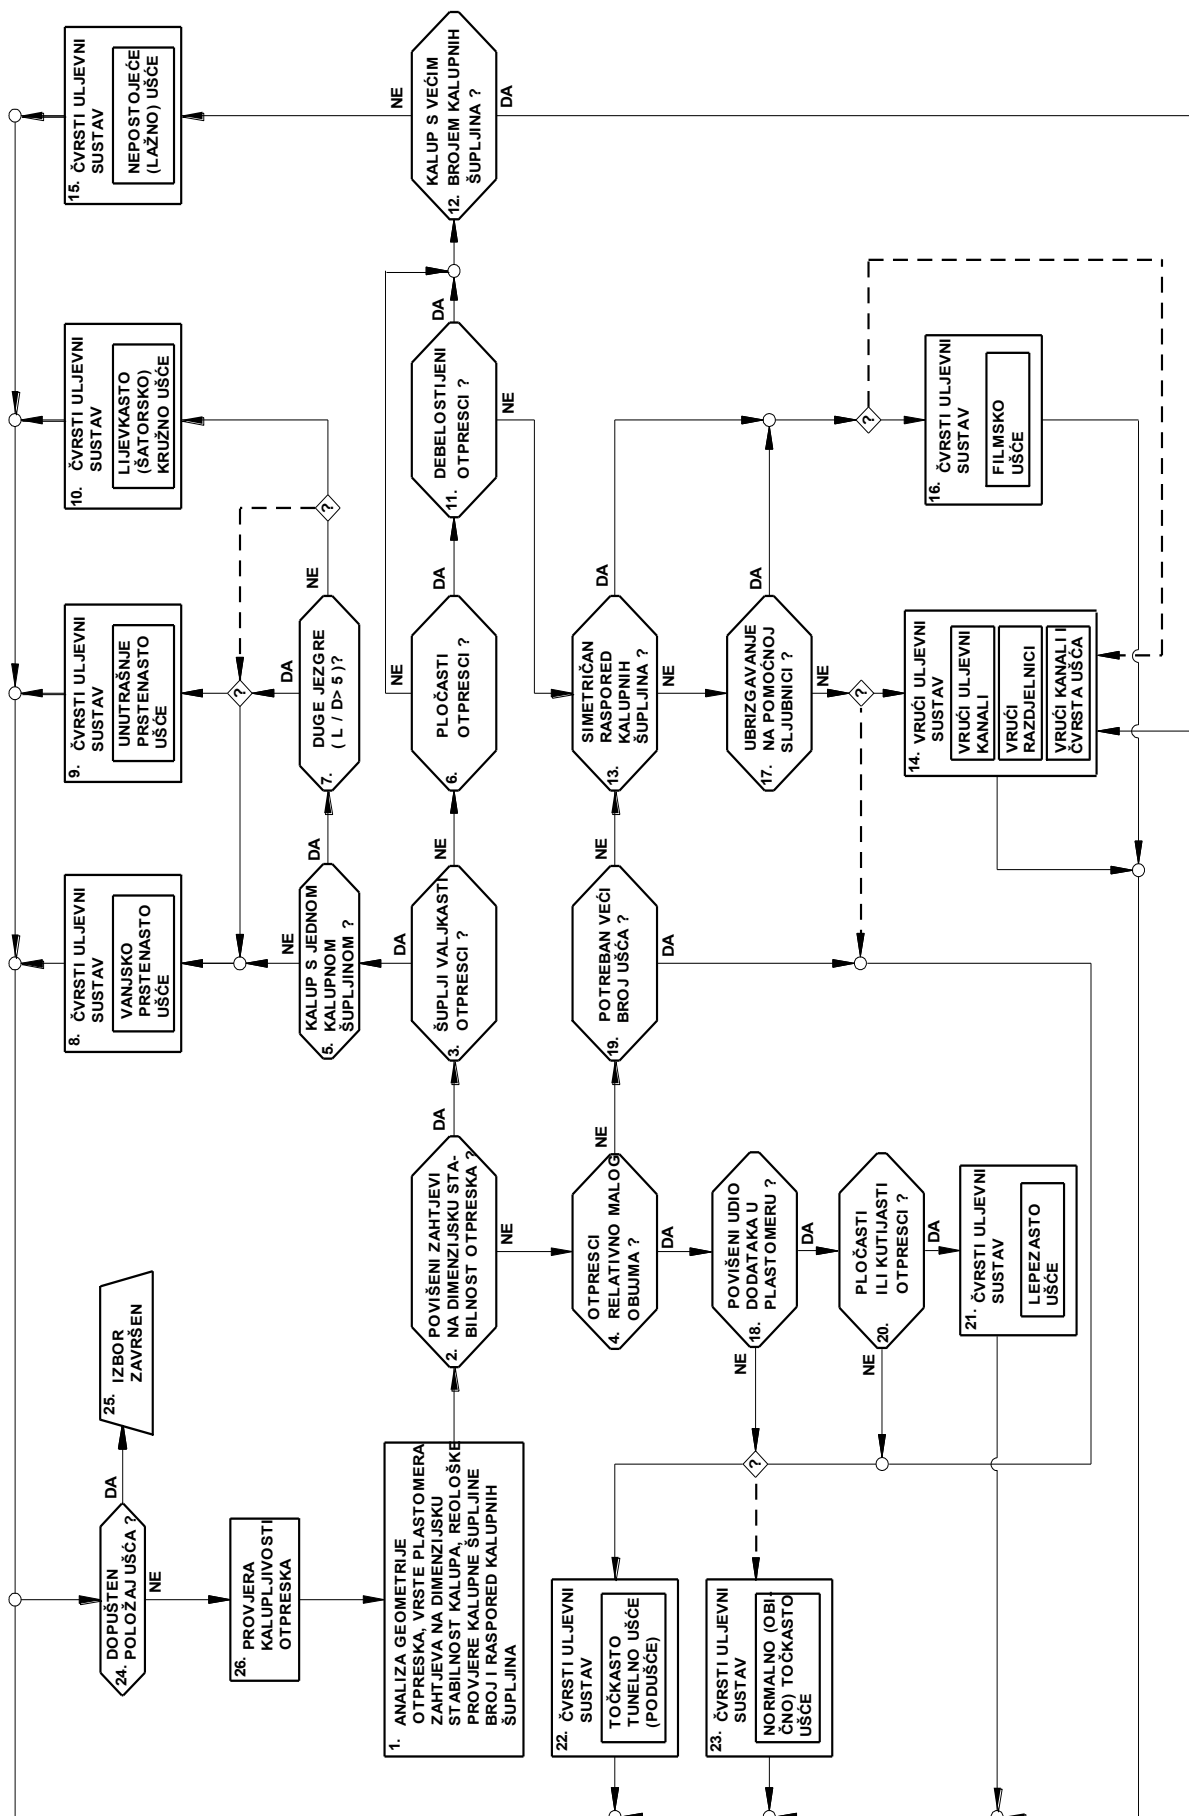 1. ANALIZA GEOMETRIJE
OTPRESKA, VRSTE PLASTOMERA
ZAHTJEVA NA DIMENZIJSKU
STABILNOST KALUPA, REOLOŠKE
PROVJERE KALUPNE ŠUPLJINE
BROJ I RASPORED KALUPNIH
ŠUPLJINA
2. POVIŠENI ZAHTJEVI
NA DIMENZIJSKU STA-
BILNOST OTPRESKA ?
DA
NE
3. ŠUPLJI VALJKASTI
OTPRESCI ?
DA
NE
4. OTPRESCI
RELATIVNO MALOG
OBUJMA ?
NE
DA
5. KALUP S JEDNOM
KALUPNOM
ŠUPLJINOM ?
NE
DA
6. PLOČASTI
OTPRESCI ?
NE
DA
7. DUGE JEZGRE
( L / D> 5 )?
DA
NE
?
?
8. ČVRSTI ULJEVNI
SUSTAV
VANJSKO
PRSTENASTO
UŠĆE
9. ČVRSTI ULJEVNI
SUSTAV
UNUTRAŠNJE
PRSTENASTO
UŠĆE
10. ČVRSTI ULJEVNI
SUSTAV
LIJEVKASTO
(ŠATORSKO)
KRUŽNO UŠĆE
11. DEBELOSTIJENI
OTPRESCI ?
DA
NE
12. KALUP S VEĆIM
BROJEM KALUPNIH
ŠUPLJINA ?
NE
DA
13. SIMETRIČAN
RASPORED
KALUPNIH
ŠUPLJINA ?
DA
NE
14. VRUĆI ULJEVNI
SUSTAV
VRUĆI ULJEVNI
KANALI
VRUĆI
RAZDJELNICI
VRUĆI KANALI I
ČVRSTA UŠĆA
15. ČVRSTI ULJEVNI
SUSTAV
NEPOSTOJEĆE
(LAŽNO) UŠĆE
16. ČVRSTI ULJEVNI
SUSTAV
FILMSKO
UŠĆE
?
17. UBRIZGAVANJE
NA POMOĆNOJ
SLJUBNICI ?
DA
NE
?
18. POVIŠENI UDIO
DODATAKA U
PLASTOMERU ?
NE
DA
?
19. POTREBAN VEĆI
BROJ UŠĆA ?
NE
DA
20. PLOČASTI
ILI KUTIJASTI
OTPRESCI ?
NE
DA
21. ČVRSTI ULJEVNI
SUSTAV
LEPEZASTO
UŠĆE
22. ČVRSTI ULJEVNI
SUSTAV
TOČKASTO
TUNELNO UŠĆE
(PODUŠĆE)
23. ČVRSTI ULJEVNI
SUSTAV
NORMALNO (OBI-
ČNO) TOČKASTO
UŠĆE
24. DOPUŠTEN
POLOŽAJ UŠĆA ?
DA
NE
25. IZBOR
ZAVRŠEN
26. PROVJERA
KALUPLJIVOSTI
OTPRESKA